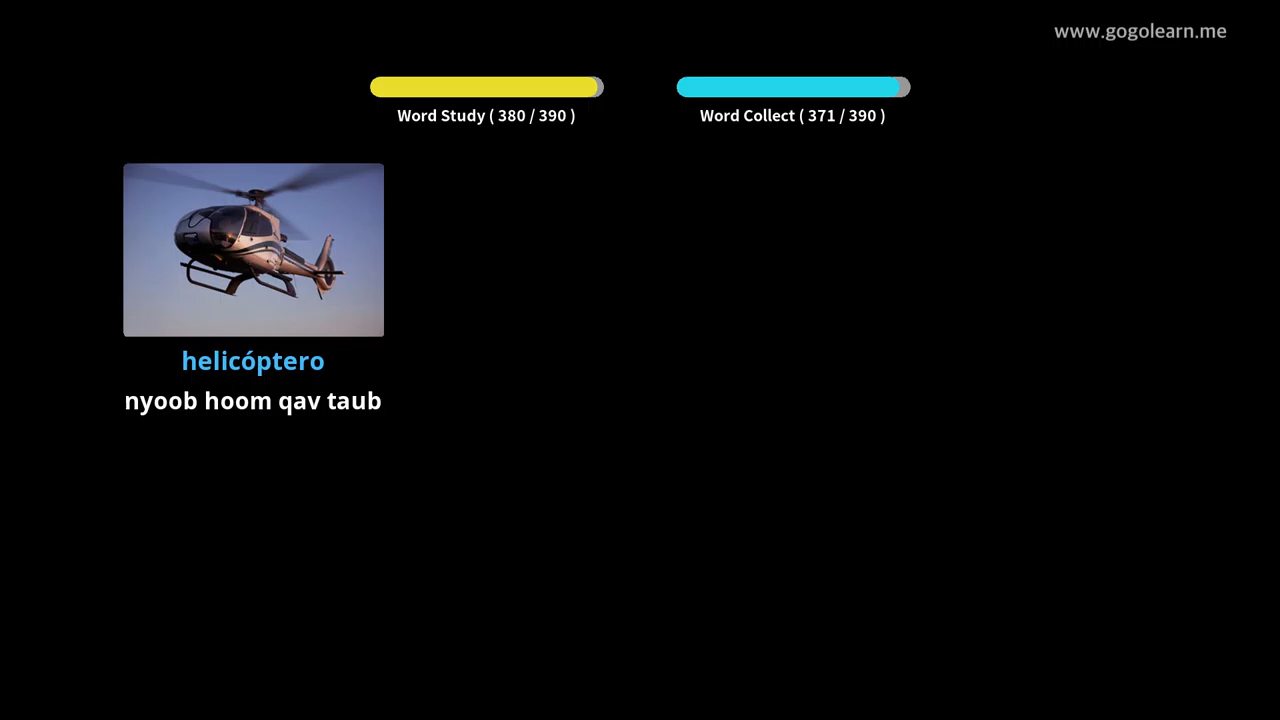 www.gogolearn.me
Word Study ( 380 / 390 )
Word Collect ( 371 / 390 )
helicóptero
nyoob hoom qav taub